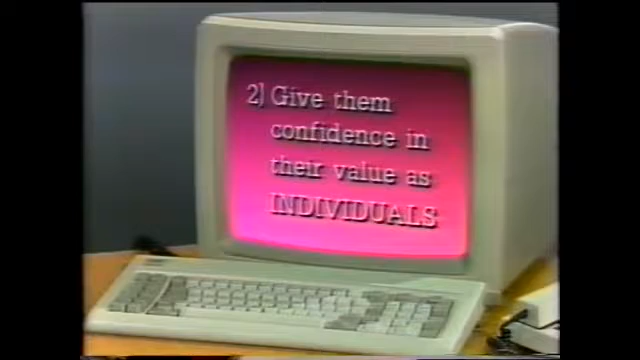 2) Give them
confidence in
their value as
INDIVIDUALS